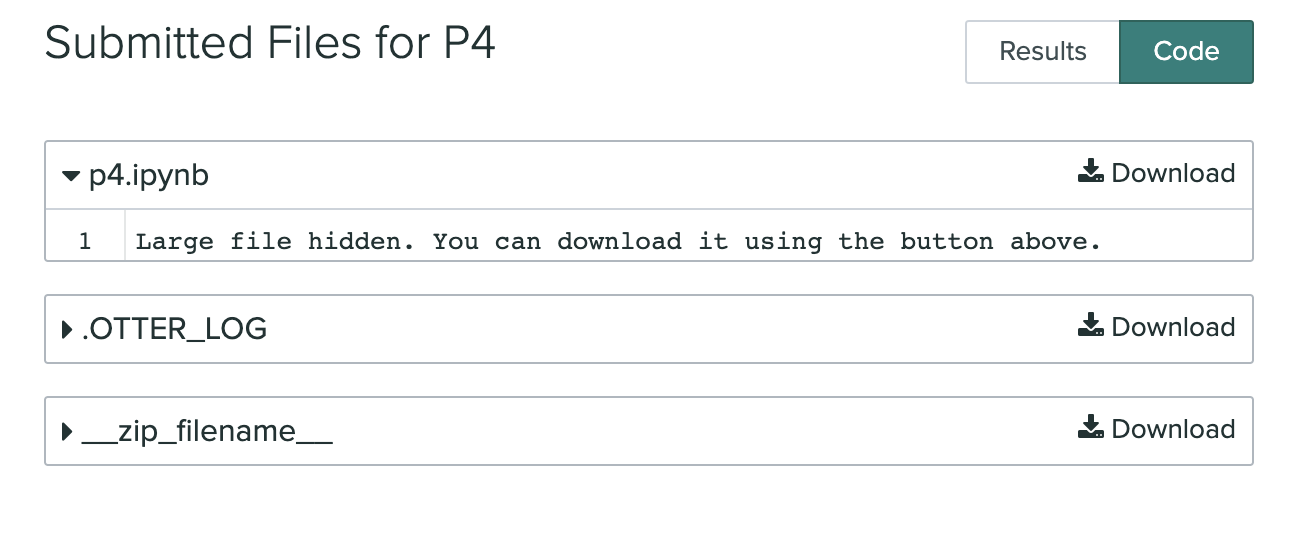 Submitted Files for P4
Results
Code
p4.ipynb
Download
1
Large file hidden. You can download it using the button above.
.OTTER_LOG
Download
__zip_filename__
Download